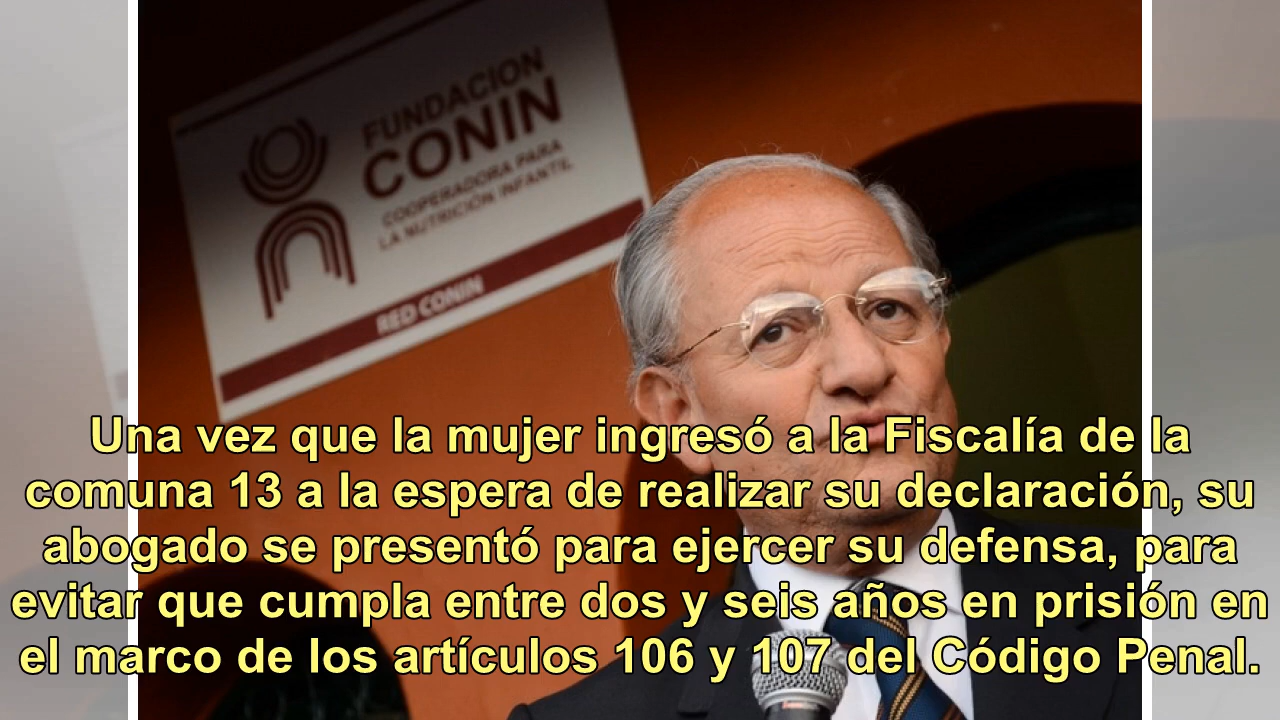 FUNDACION
CONIN
COOPERADORA PARA
LA NUTRICIÓN INFANTIL
RED CONIN
Una vez que la mujer ingresó a la Fiscalía de la
comuna 13 a la espera de realizar su declaración, su
abogado se presentó para ejercer su defensa, para
evitar que cumpla entre dos y seis años en prisión en
el marco de los artículos 106 y 107 del Código Penal.